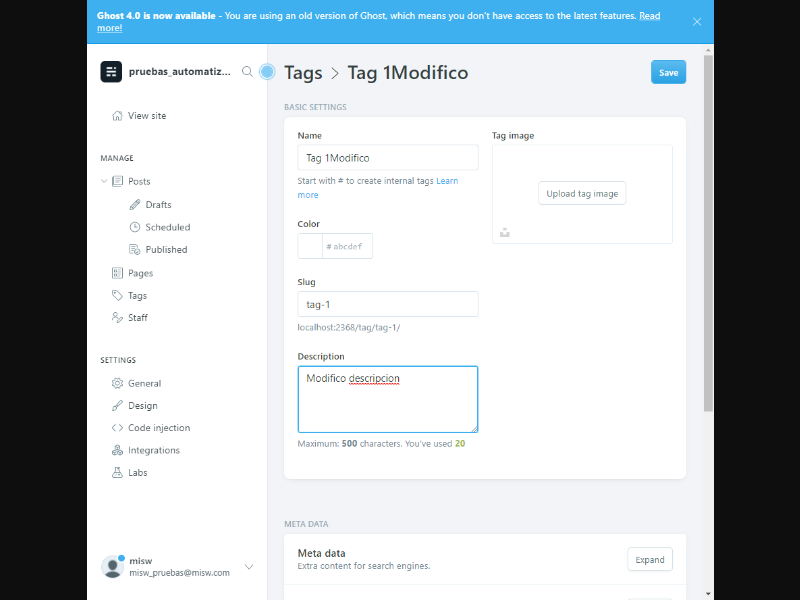 Ghost 4.0 is now available - You are using an old version of Ghost, which means you don't have access to the latest features. Read
more!
pruebas_automatiz...
Tags > Tag 1Modifico
Save
View site
MANAGE
Posts
Drafts
Scheduled
Published
Pages
Tags
Staff
SETTINGS
General
Design
Code injection
Integrations
Labs
misw
misw_pruebas@misw.com
BASIC SETTINGS
Name
Tag 1Modifico
Start with # to create internal tags Learn
more
Color
# abcdef
Slug
tag-1
localhost:2368/tag/tag-1/
Description
Modifico descripcion
Maximum: 500 characters. You've used 20
Tag image
Upload tag image
META DATA
Meta data
Extra content for search engines.
Expand